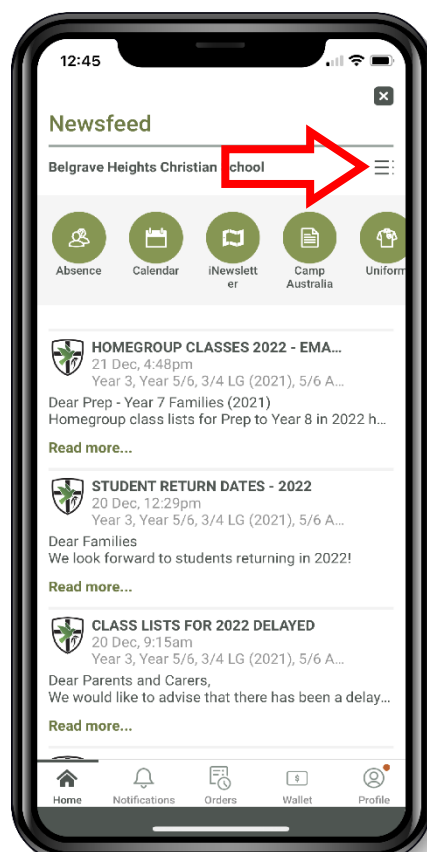 12:45
Newsfeed
Belgrave Heights Christian School
Absence
Calendar
iNewslett
er
Camp
Australia
Uniform
HOMEGROUP CLASSES 2022 - EMA...
21 Dec, 4:48pm
Year 3, Year 5/6, 3/4 LG (2021), 5/6 A...
Dear Prep - Year 7 Families (2021)
Homegroup class lists for Prep to Year 8 in 2022 h...
Read more...
STUDENT RETURN DATES - 2022
20 Dec, 12:29pm
Year 3, Year 5/6, 3/4 LG (2021), 5/6 A...
Dear Families
We look forward to students returning in 2022!
Read more...
CLASS LISTS FOR 2022 DELAYED
20 Dec, 9:15am
Year 3, Year 5/6, 3/4 LG (2021), 5/6 A...
Dear Parents and Carers,
We would like to advise that there has been a delay...
Read more...
Home
Notifications
Orders
$
Wallet
Profile